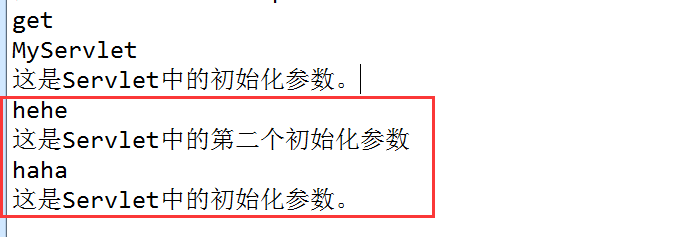 get
MyServlet
这是Servlet中的初始化参数。
hehe
这是Servlet中的第二个初始化参数
haha
这是Servlet中的初始化参数。